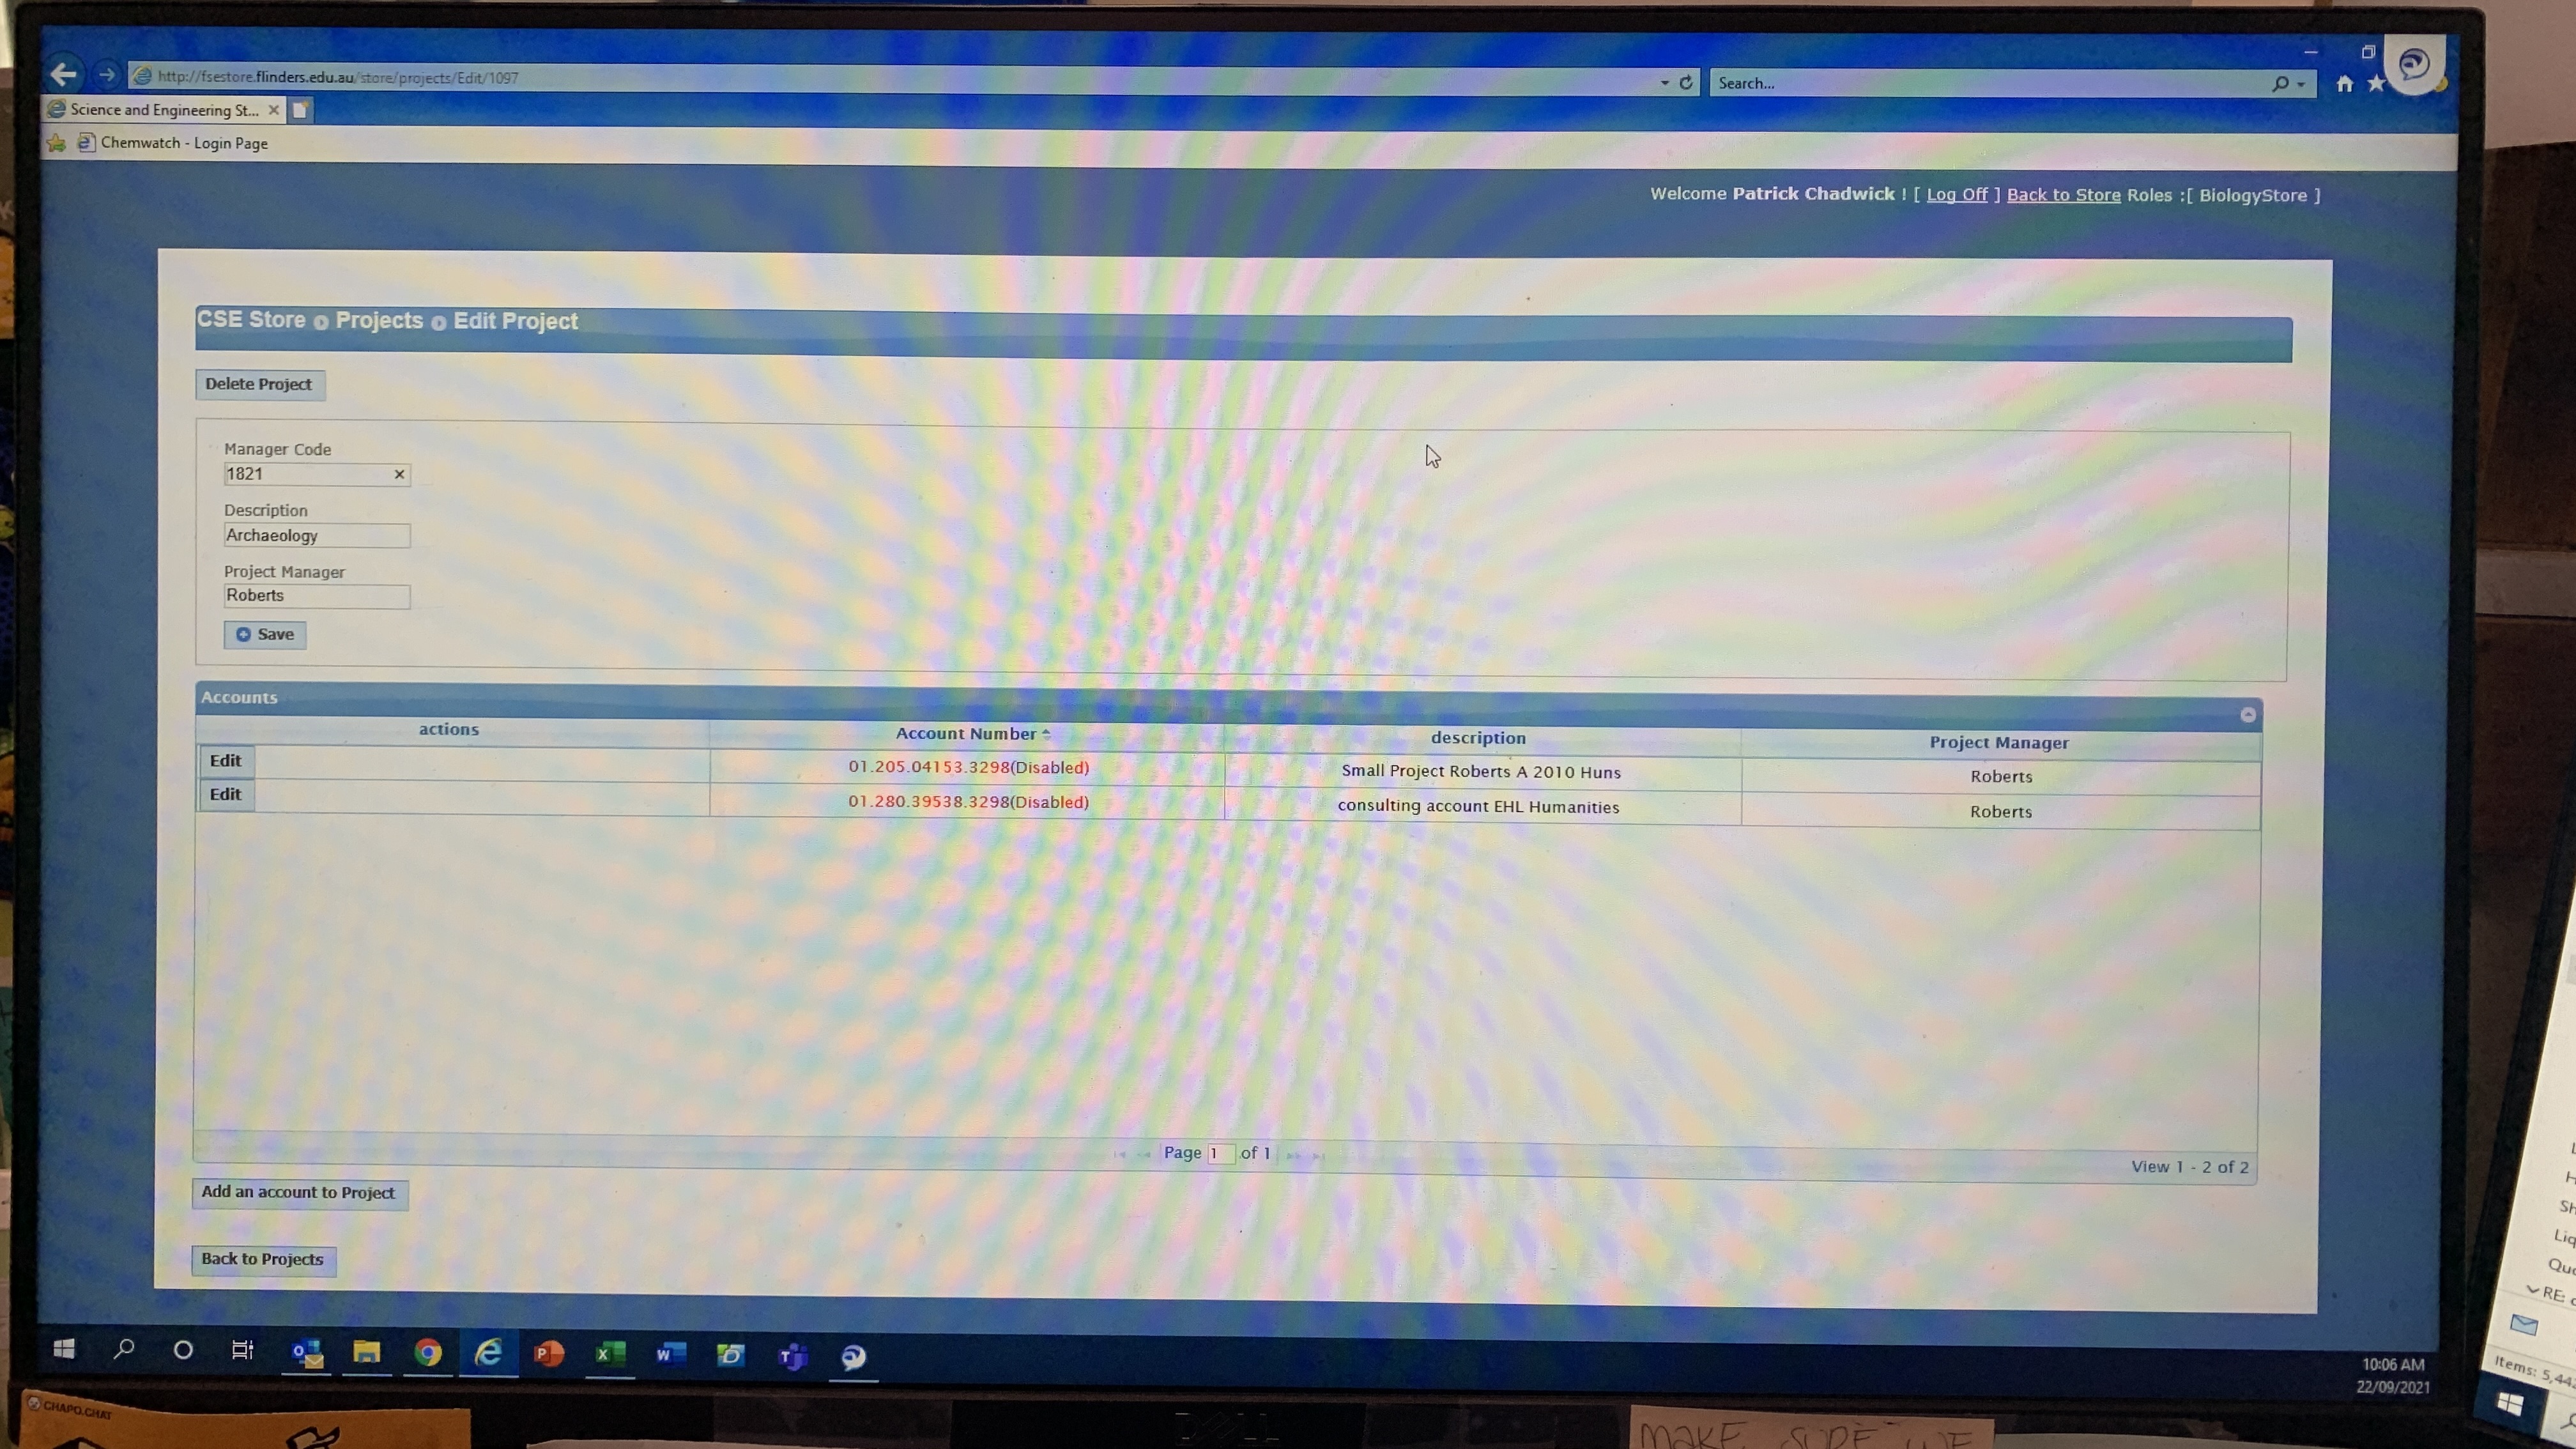 http://fsestore.flinders.edu.au/store/projects/Edit/1097
Search...
Science and Engineering St...
Chemwatch - Login Page
Welcome Patrick Chadwick ! [ Log Off ] Back to Store Roles :[ BiologyStore ]
CSE Store Projects Edit Project
Delete Project
Manager Code
1821
Description
Archaeology
Project Manager
Roberts
Save
Accounts
actions Account Number description Project Manager
Edit 01.205.04153.3298(Disabled) Small Project Roberts A 2010 Huns Roberts
Edit 01.280.39538.3298(Disabled) consulting account EHL Humanities Roberts
Page 1 of 1
View 1 - 2 of 2
Add an account to Project
Back to Projects
10:06 AM
22/09/2021
RE:
Items: 5,44
CHAPO.CHAT
DELL
MAKE SURE WE